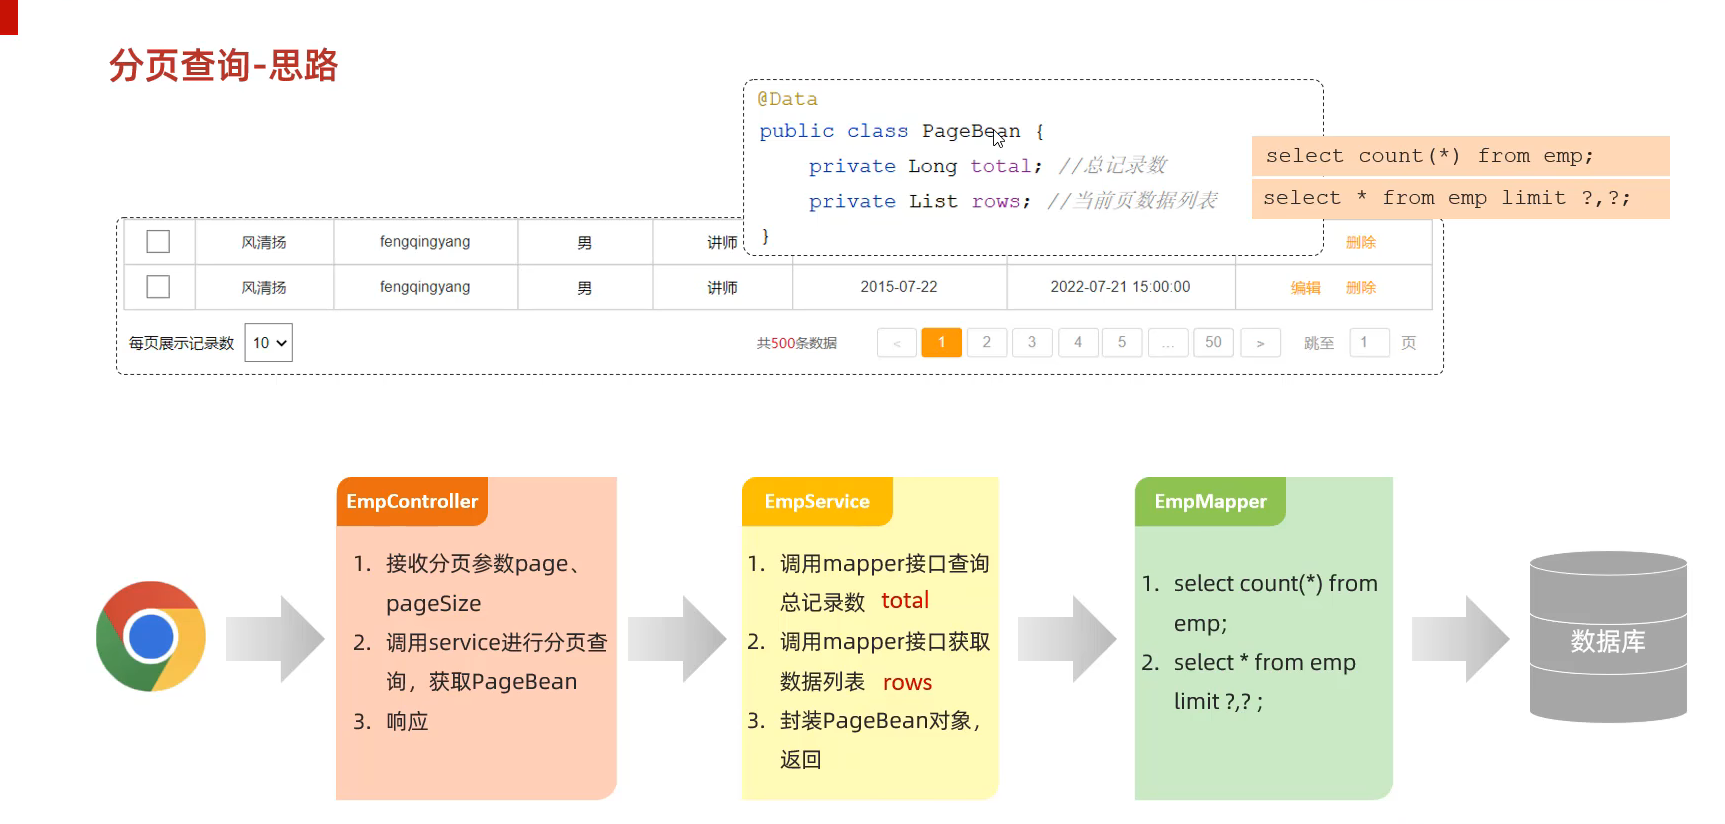 分页查询-思路
@Data
public class PageBean {
private Long total; //总记录数
private List rows; //当前页数据列表
}
select count(*) from emp;
select * from emp limit ?,?;
风清扬 fengqingyang 男 讲师 删除
风清扬 fengqingyang 男 讲师 2015-07-22 2022-07-21 15:00:00 编辑 删除
每页展示记录数 10 共500条数据 < 1 2 3 4 5 ... 50 > 跳至 1 页
EmpController
1. 接收分页参数page、
pageSize
2. 调用service进行分页查
询，获取PageBean
3. 响应
EmpService
1. 调用mapper接口查询
总记录数 total
2. 调用mapper接口获取
数据列表 rows
3. 封装PageBean对象，
返回
EmpMapper
1. select count(*) from
emp;
2. select * from emp
limit ?,? ;
数据库